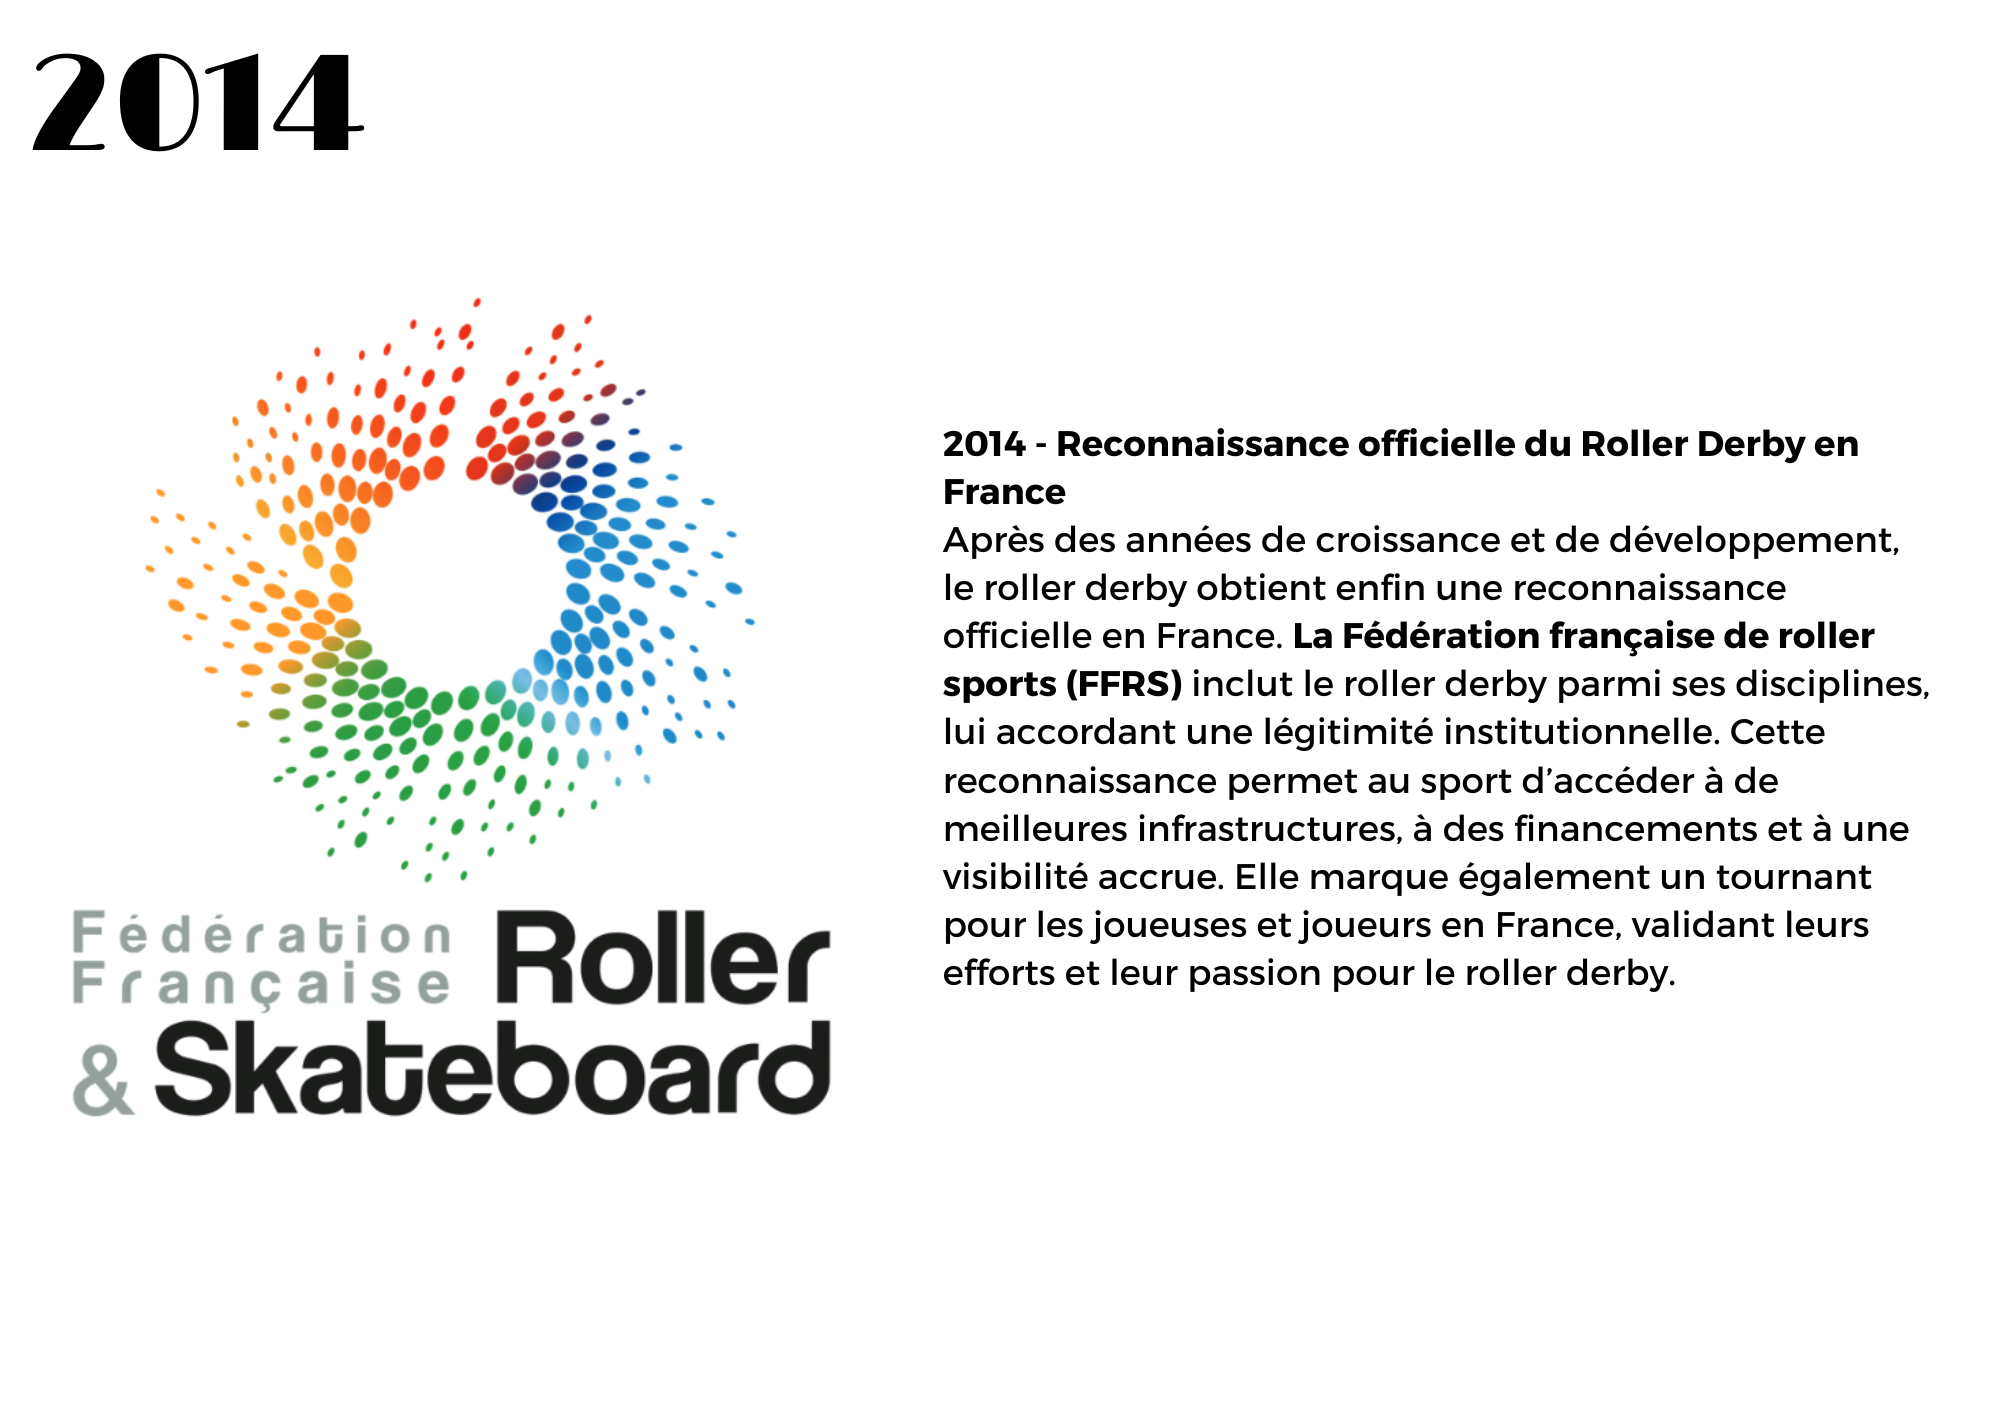 2014
Fédération
Française
Roller
& Skateboard
2014 - Reconnaissance officielle du Roller Derby en
France
Après des années de croissance et de développement,
le roller derby obtient enfin une reconnaissance
officielle en France. La Fédération française de roller
sports (FFRS) inclut le roller derby parmi ses disciplines,
lui accordant une légitimité institutionnelle. Cette
reconnaissance permet au sport d’accéder à de
meilleures infrastructures, à des financements et à une
visibilité accrue. Elle marque également un tournant
pour les joueuses et joueurs en France, validant leurs
efforts et leur passion pour le roller derby.